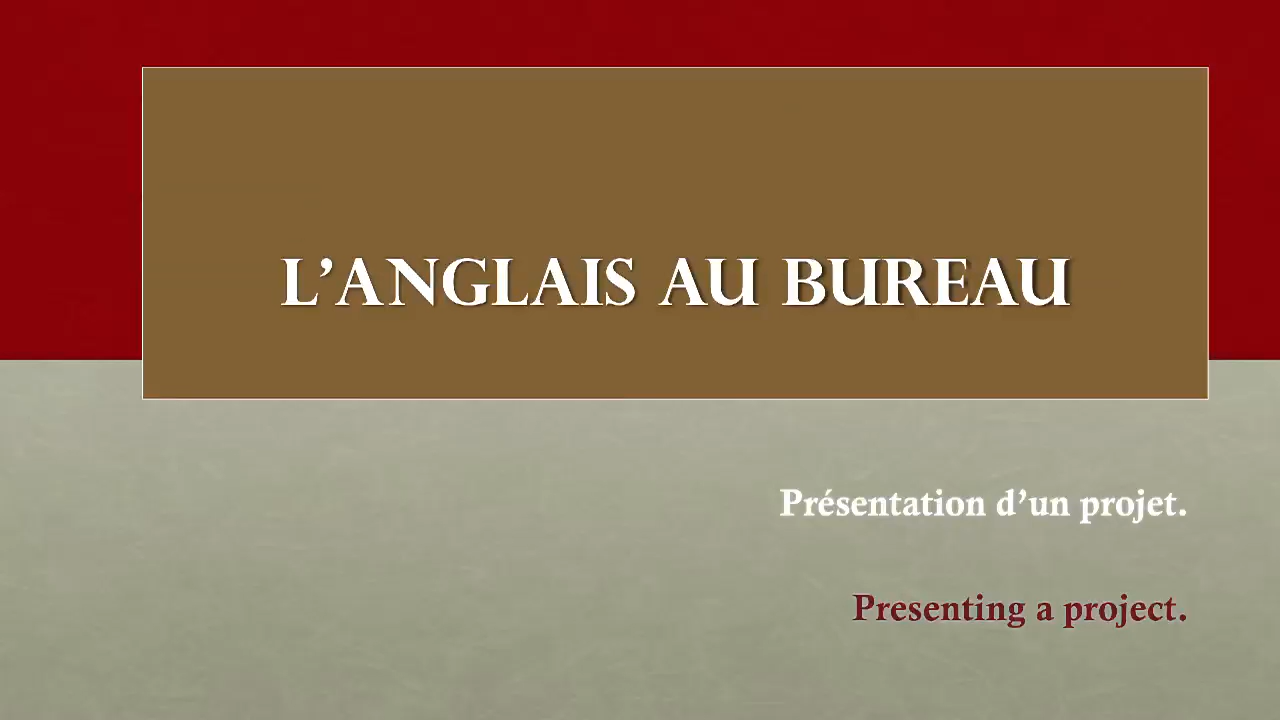 L’ANGLAIS AU BUREAU
Présentation d’un projet.
Presenting a project.